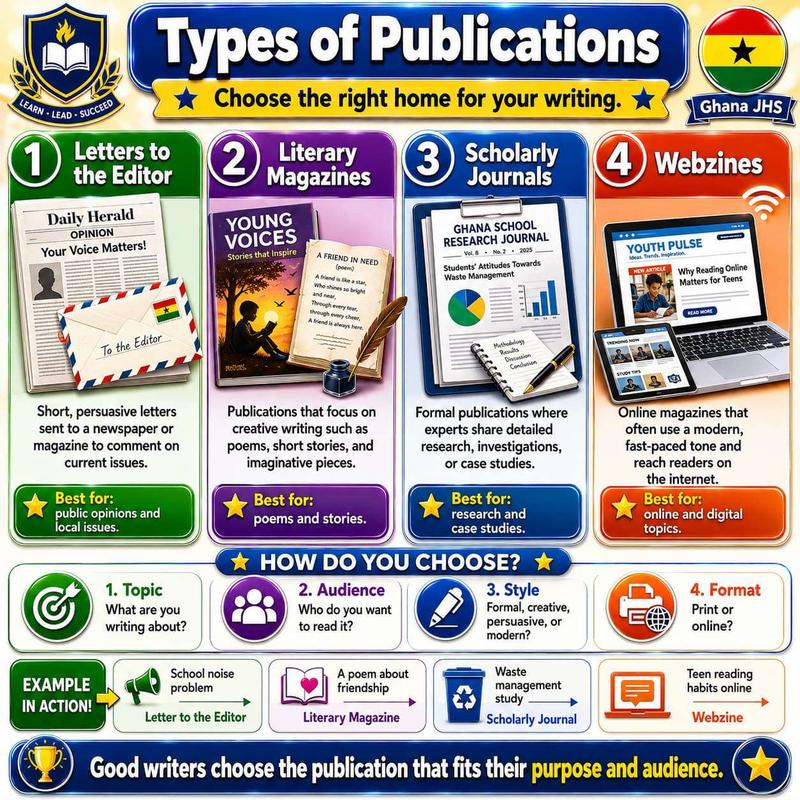 Types of Publications
Choose the right home for your writing.
LEARN • LEAD • SUCCEED
Ghana JHS
1 Letters to
the Editor
Daily Herald
OPINION
Your Voice Matters!
To the Editor
Short, persuasive letters
sent to a newspaper or
magazine to comment on
current issues.
Best for:
public opinions and
local issues.
2 Literary
Magazines
YOUNG
VOICES
Stories that Inspire
A FRIEND IN NEED
(poem)
A friend is like a star,
Who shines so bright
and near,
Through every tear,
through every cheer,
A friend is always here.
Publications that focus on
creative writing such as
poems, short stories, and
imaginative pieces.
Best for:
poems and stories.
3 Scholarly
Journals
GHANA SCHOOL
RESEARCH JOURNAL
Vol. 8 • No. 2 • 2025
Students' Attitudes Towards
Waste Management
Methodology
Results
Discussion
Conclusion
Formal publications where
experts share detailed
research, investigations,
or case studies.
Best for:
research and
case studies.
4 Webzines
YOUTH PULSE
Ideas. Trends. Inspiration.
NEW ARTICLE
Why Reading Online
Matters for Teens
READ MORE
TRENDING NOW
STUDY TIPS
Online magazines that
often use a modern,
fast-paced tone and
reach readers on
the internet.
Best for:
online and digital
topics.
HOW DO YOU CHOOSE?
1. Topic
What are you
writing about?
2. Audience
Who do you want
to read it?
3. Style
Formal, creative,
persuasive, or
modern?
4. Format
Print or
online?
EXAMPLE
IN ACTION!
School noise
problem
Letter to the Editor
A poem about
friendship
Literary Magazine
Waste
management
study
Scholarly Journal
Teen reading
habits online
Webzine
Good writers choose the publication that fits their purpose and audience.